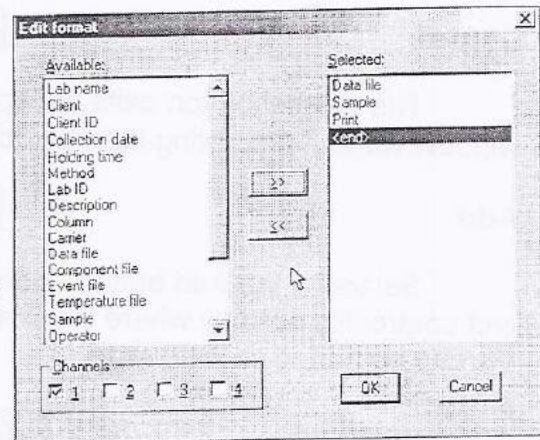 Edit format
Available:
Lab name
Client
Client ID
Collection date
Holding time
Method
Lab ID
Description
Column
Carrier
Data file
Component file
Event file
Temperature file
Sample
Operator
>>
<<
Selected:
Data file
Sample
Print
<end>
Channels
1 2 3 4
OK Cancel